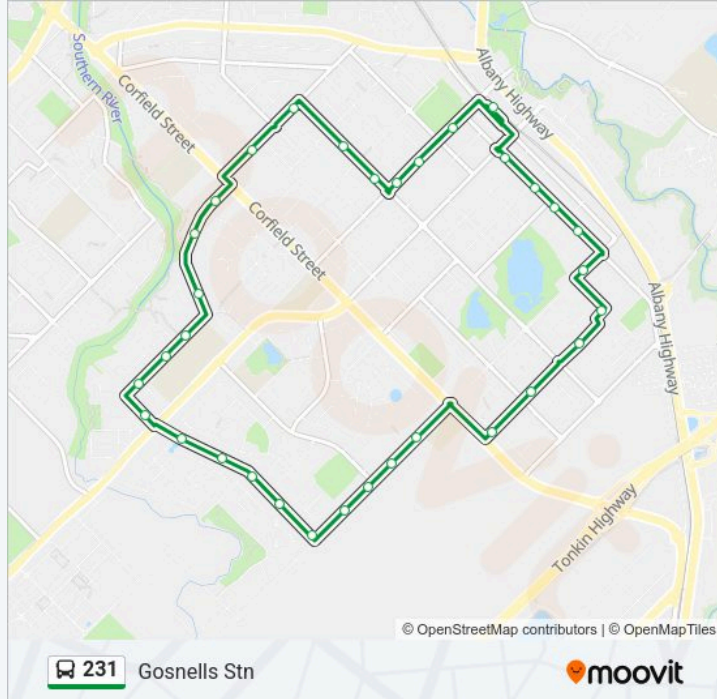 Southern River
Corfield Street
Albany Highway
Corfield Street
Albany Highway
Tonkin Highway
© OpenStreetMap contributors | © OpenMapTiles
231 Gosnells Stn
moovit